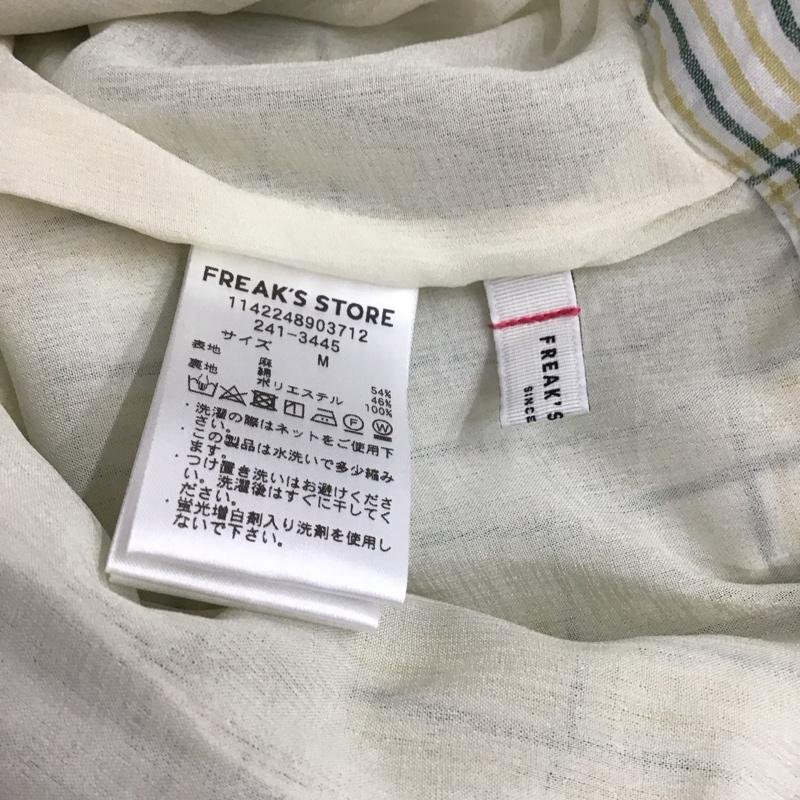 FREAK'S STORE
1142248903712
241-3445
サイズ M
表地 麻 54%
綿 46%
裏地 ポリエステル 100%
・洗濯の際はネットをご使用下
さい。
・この製品は水洗いで多少縮み
ます。
・つけ置き洗いはお避けくださ
い。洗濯後はすぐに干してく
ださい。
・蛍光増白剤入り洗剤を使用し
ないで下さい。
FREAK'S
SINCE